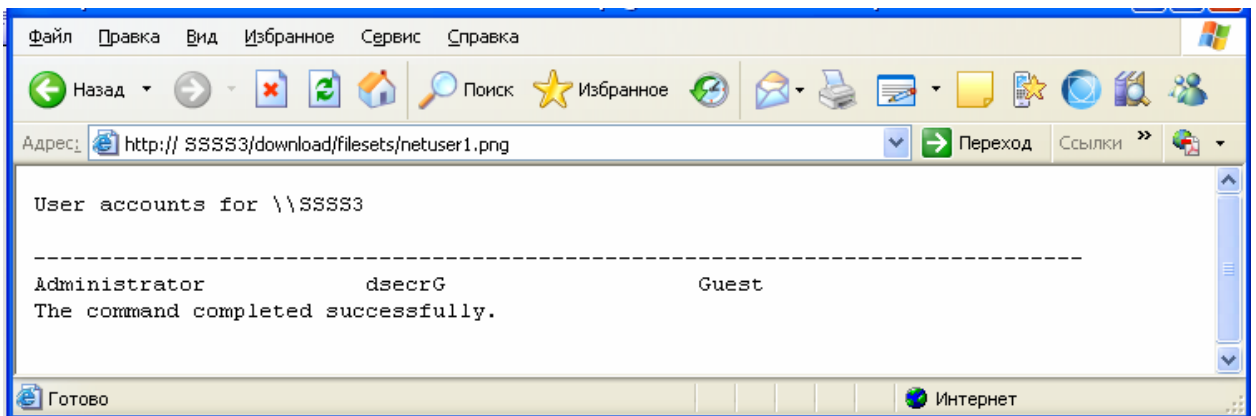 Файл Правка Вид Избранное Сервис Справка
Назад Поиск Избранное
Адрес: http:// SSSS3/download/filesets/netuser1.png Переход Ссылки »
User accounts for \\SSSS3
-------------------------------------------------------------------------------
Administrator dsecrG Guest
The command completed successfully.
Готово Интернет